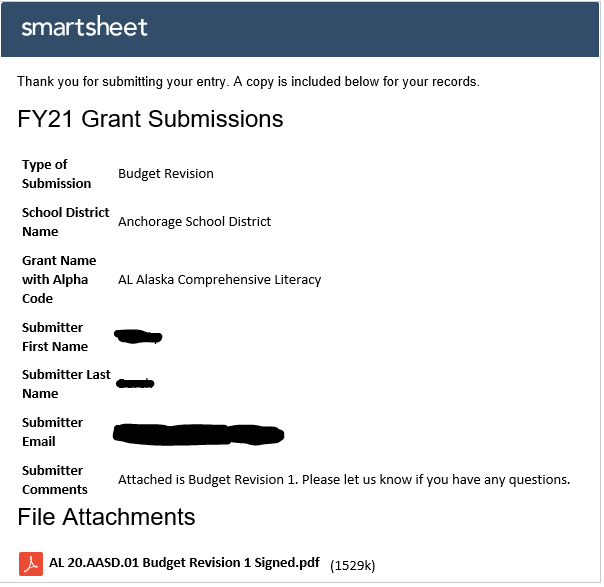 smartsheet
Thank you for submitting your entry. A copy is included below for your records.
FY21 Grant Submissions
Type of
Submission
Budget Revision
School District
Name
Anchorage School District
Grant Name
with Alpha
Code
AL Alaska Comprehensive Literacy
Submitter
First Name
Submitter Last
Name
Submitter
Email
Submitter
Comments
Attached is Budget Revision 1. Please let us know if you have any questions.
File Attachments
AL 20.AASD.01 Budget Revision 1 Signed.pdf (1529k)